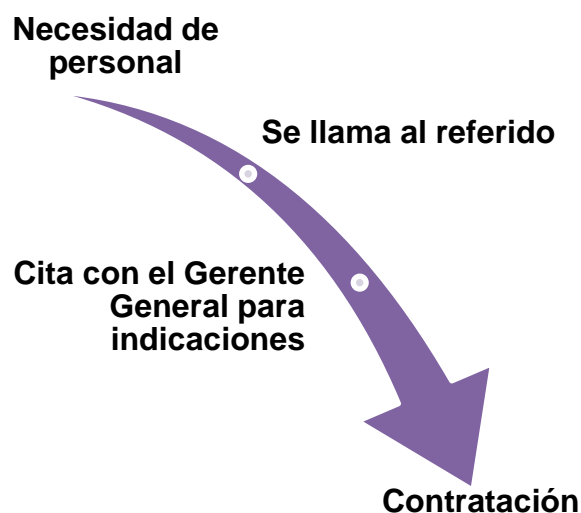 Necesidad de
personal
Se llama al referido
Cita con el Gerente
General para
indicaciones
Contratación